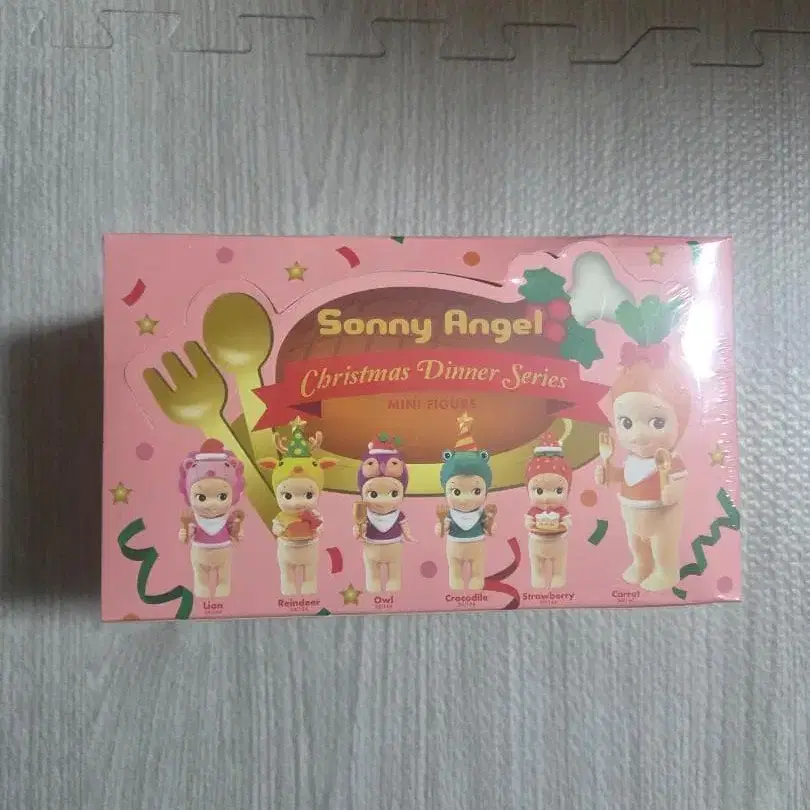 Sonny Angel
Christmas Dinner Series
MINI FIGURE
Lion
Reindeer
Owl
Crocodile
Strawberry
Carrot